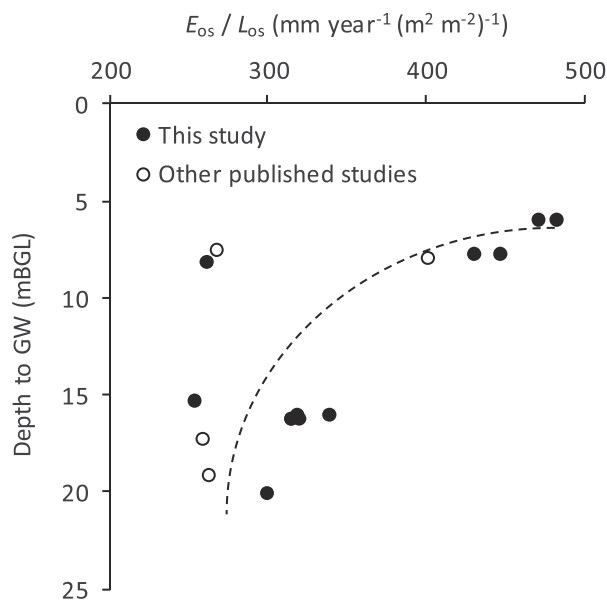 Eos / Los (mm year-1 (m2 m-2)-1)
200 300 400 500
0
This study
Other published studies
5
10
15
20
25
Depth to GW (mBGL)